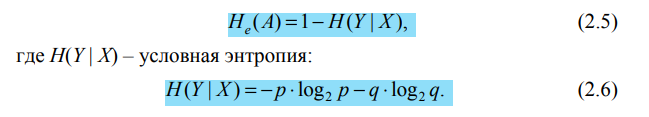 H_e(A) = 1 − H(Y | X), (2.5)
где H(Y | X) – условная энтропия:
H(Y | X) = −p · log₂ p − q · log₂ q. (2.6)